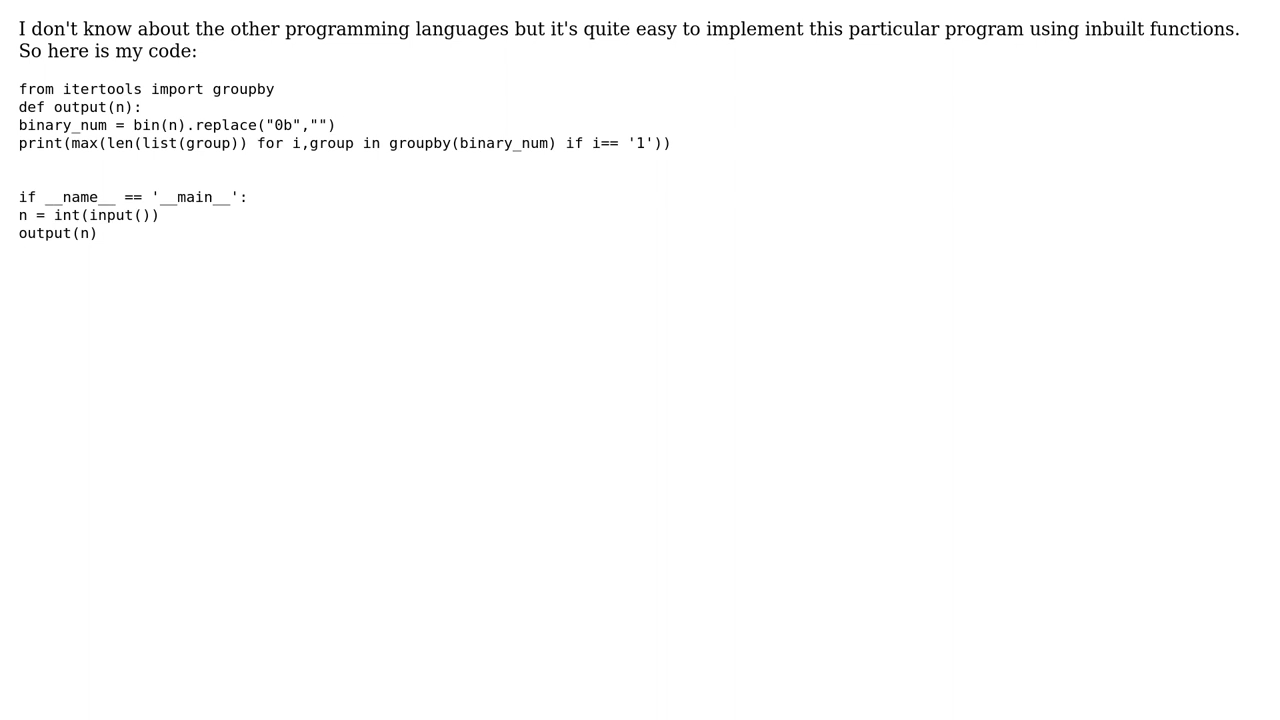 I don't know about the other programming languages but it's quite easy to implement this particular program using inbuilt functions.
So here is my code:
from itertools import groupby
def output(n):
binary_num = bin(n).replace("0b","")
print(max(len(list(group)) for i,group in groupby(binary_num) if i== '1'))
if __name__ == '__main__':
n = int(input())
output(n)